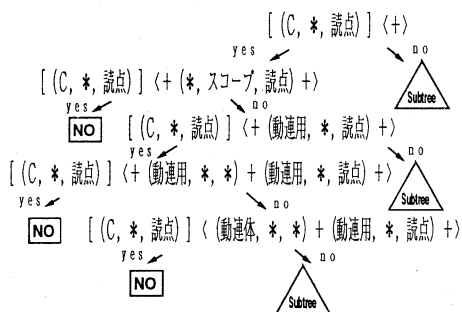 [ (C, *, 読点) ] <+>
yes no
[ (C, *, 読点) ] <+ (*, スコープ, 読点) +> Subtree
yes no
NO [ (C, *, 読点) ] <+ (動連用, *, 読点) +>
yes no
[ (C, *, 読点) ] <+ (動連用, *, *) + (動連用, *, 読点) +> Subtree
yes no
NO [ (C, *, 読点) ] < (動連体, *, *) + (動連用, *, 読点) +>
yes no
NO Subtree